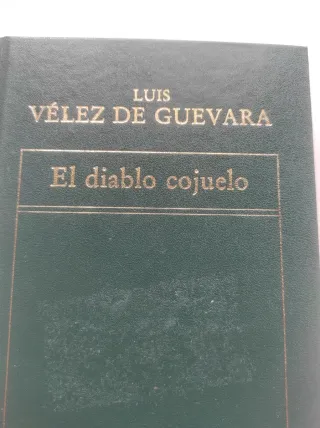 LUIS
VÉLEZ DE GUEVARA
El diablo cojuelo